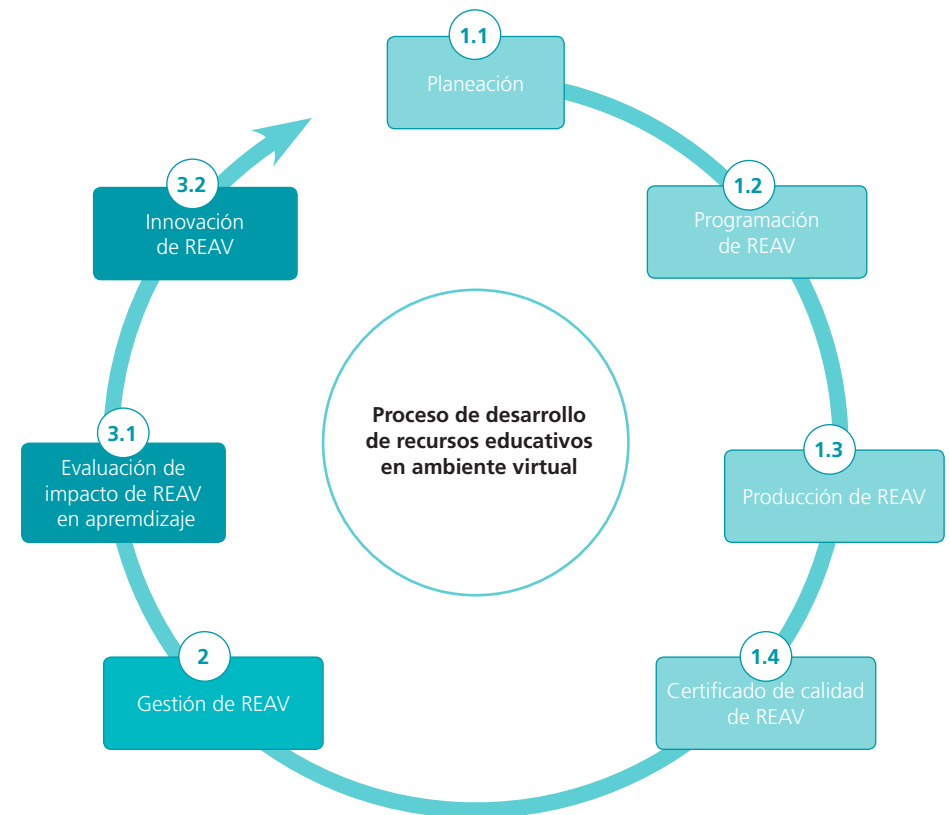 1.1
Planeación
1.2
Programación
de REAV
1.3
Producción de REAV
1.4
Certificado de calidad
de REAV
2
Gestión de REAV
3.1
Evaluación de
impacto de REAV
en apremdizaje
3.2
Innovación
de REAV
Proceso de desarrollo
de recursos educativos
en ambiente virtual